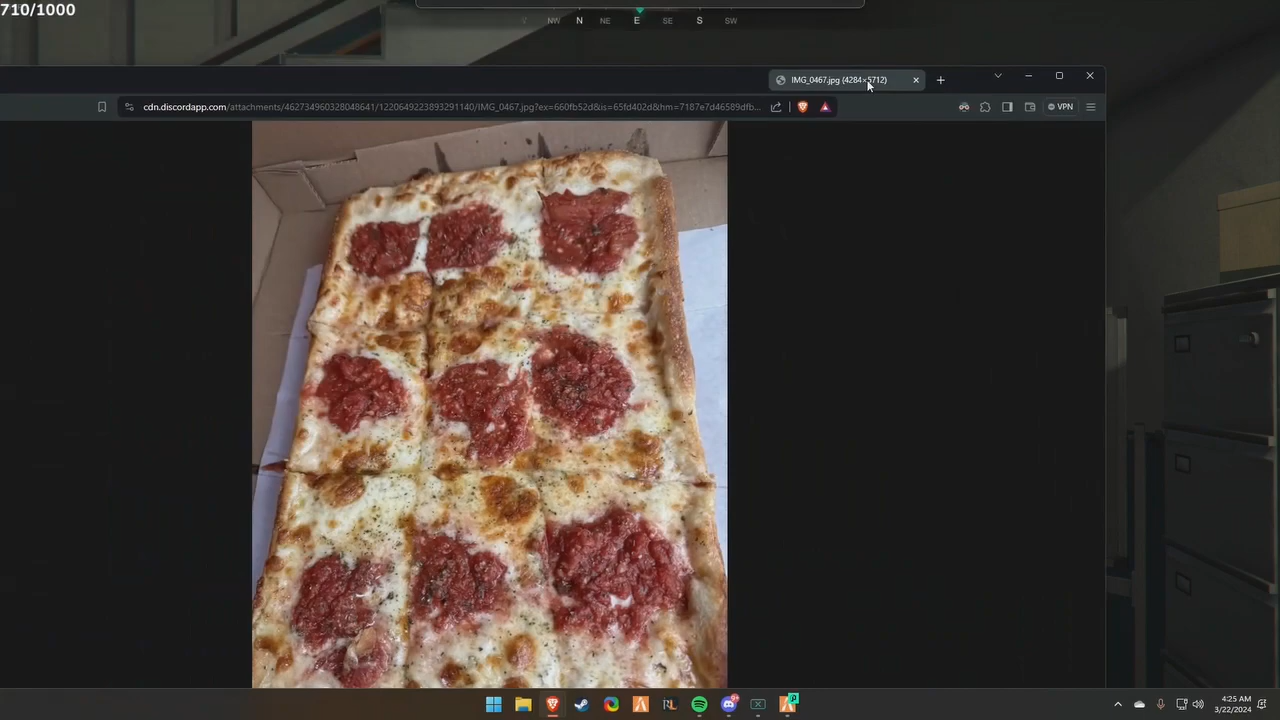 710/1000
NW N NE E SE S SW
IMG_0467.jpg (4284×5712)
cdn.discordapp.com/attachments/462734960328048641/1220649223893291140/IMG_0467.jpg?ex=660fb52d&is=65fd402d&hm=7187e7d46589dfb...
VPN
4:25 AM
3/22/2024